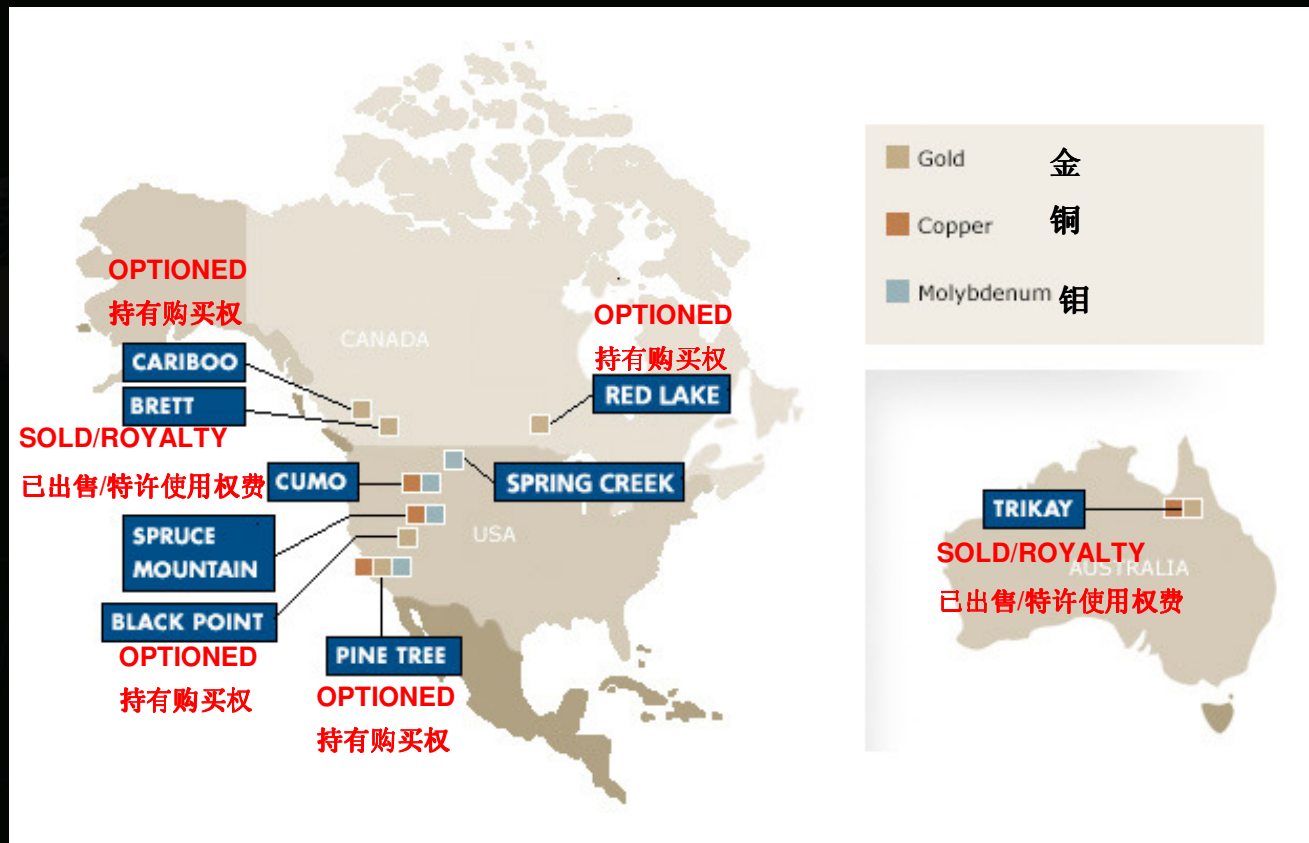 Gold 金
Copper 铜
Molybdenum 钼
OPTIONED
持有购买权
CANADA
CARIBOO
BRETT
SOLD/ROYALTY
已出售/特许使用权费
OPTIONED
持有购买权
RED LAKE
CUMO
SPRING CREEK
SPRUCE
MOUNTAIN
USA
BLACK POINT
OPTIONED
持有购买权
PINE TREE
OPTIONED
持有购买权
TRIKAY
SOLD/ROYALTY
AUSTRALIA
已出售/特许使用权费